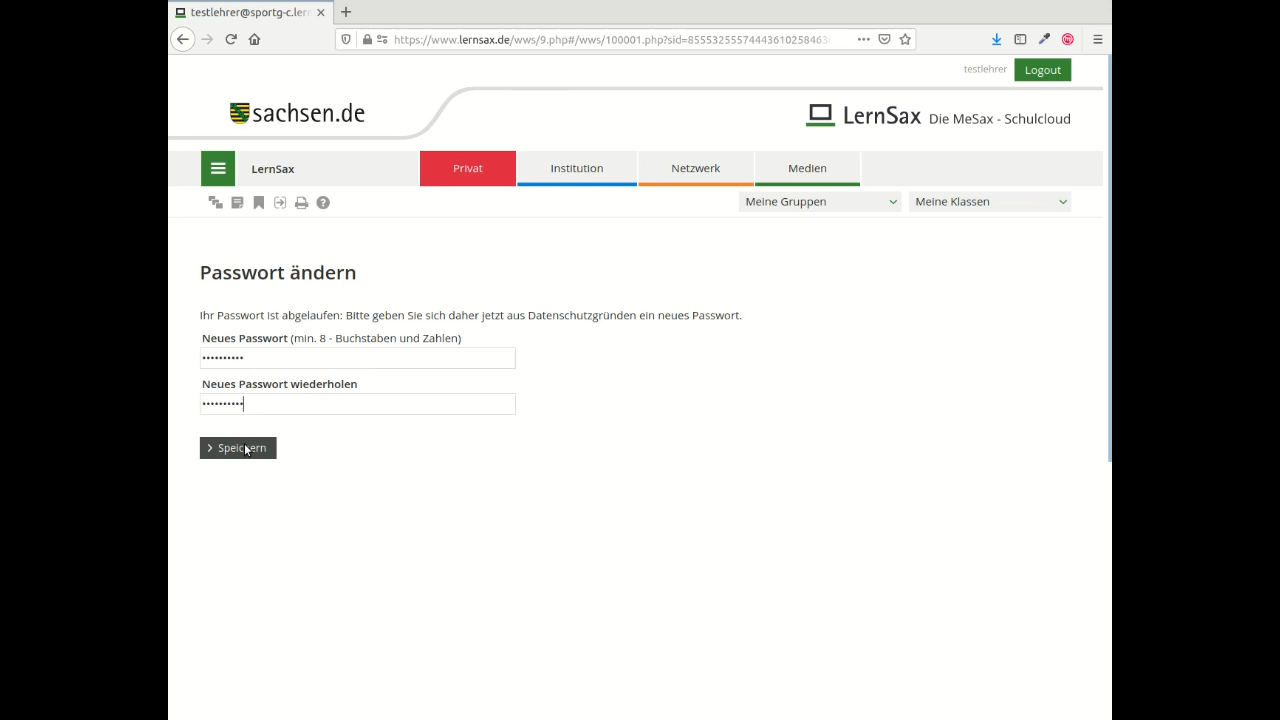 testlehrer@sportg-c.lern
https://www.lernsax.de/wws/9.php#/wws/100001.php?sid=85553255574443610258463
testlehrer Logout
sachsen.de
LernSax Die MeSax - Schulcloud
LernSax Privat Institution Netzwerk Medien
Meine Gruppen Meine Klassen
Passwort ändern
Ihr Passwort ist abgelaufen: Bitte geben Sie sich daher jetzt aus Datenschutzgründen ein neues Passwort.
Neues Passwort (min. 8 - Buchstaben und Zahlen)
••••••••••
Neues Passwort wiederholen
••••••••••
Speichern